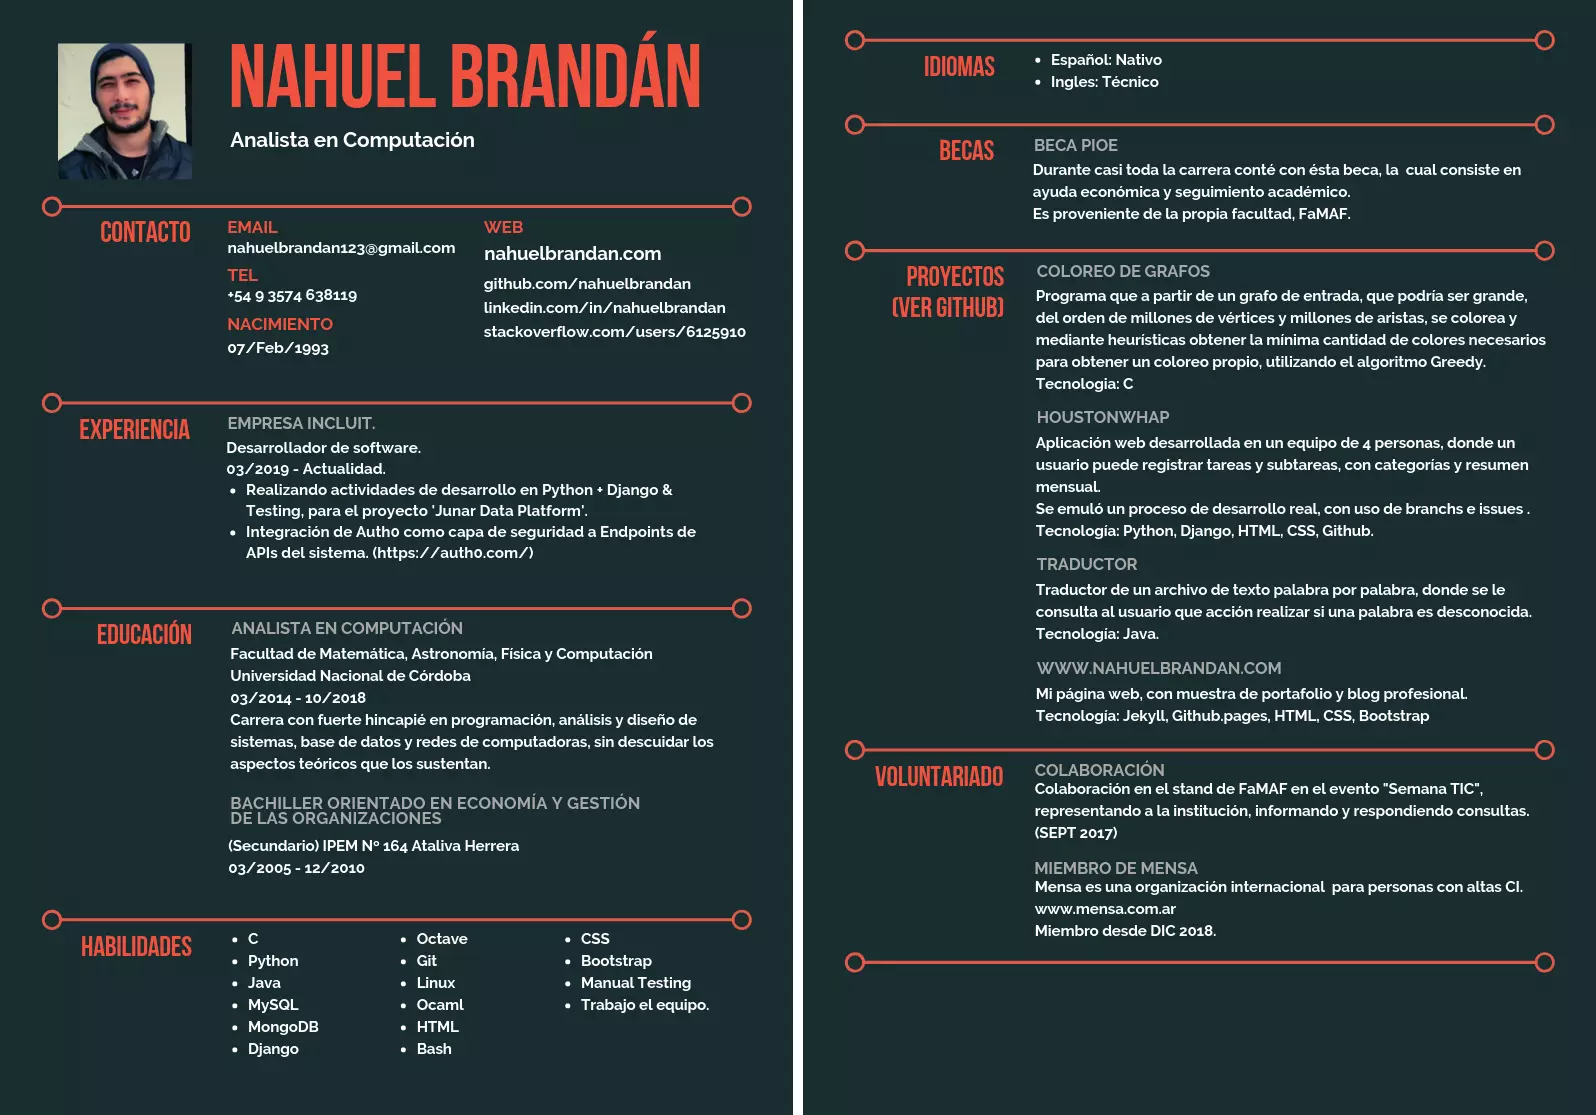 NAHUEL BRANDÁN
Analista en Computación
CONTACTO
EMAIL
nahuelbrandan123@gmail.com
TEL
+54 9 3574 638119
NACIMIENTO
07/Feb/1993
WEB
nahuelbrandan.com
github.com/nahuelbrandan
linkedin.com/in/nahuelbrandan
stackoverflow.com/users/6125910
EXPERIENCIA
EMPRESA INCLUIT.
Desarrollador de software.
03/2019 - Actualidad.
• Realizando actividades de desarrollo en Python + Django &
Testing, para el proyecto 'Junar Data Platform'.
• Integración de Auth0 como capa de seguridad a Endpoints de
APIs del sistema. (https://auth0.com/)
EDUCACIÓN
ANALISTA EN COMPUTACIÓN
Facultad de Matemática, Astronomía, Física y Computación
Universidad Nacional de Córdoba
03/2014 - 10/2018
Carrera con fuerte hincapié en programación, análisis y diseño de
sistemas, base de datos y redes de computadoras, sin descuidar los
aspectos teóricos que los sustentan.
BACHILLER ORIENTADO EN ECONOMÍA Y GESTIÓN
DE LAS ORGANIZACIONES
(Secundario) IPEM Nº 164 Ataliva Herrera
03/2005 - 12/2010
HABILIDADES
• C
• Python
• Java
• MySQL
• MongoDB
• Django
• Octave
• Git
• Linux
• Ocaml
• HTML
• Bash
• CSS
• Bootstrap
• Manual Testing
• Trabajo el equipo.
IDIOMAS
• Español: Nativo
• Ingles: Técnico
BECAS
BECA PIOE
Durante casi toda la carrera conté con ésta beca, la  cual consiste en
ayuda económica y seguimiento académico.
Es proveniente de la propia facultad, FaMAF.
PROYECTOS
(VER GITHUB)
COLOREO DE GRAFOS
Programa que a partir de un grafo de entrada, que podría ser grande,
del orden de millones de vértices y millones de aristas, se colorea y
mediante heurísticas obtener la mínima cantidad de colores necesarios
para obtener un coloreo propio, utilizando el algoritmo Greedy.
Tecnologia: C
HOUSTONWHAP
Aplicación web desarrollada en un equipo de 4 personas, donde un
usuario puede registrar tareas y subtareas, con categorías y resumen
mensual.
Se emuló un proceso de desarrollo real, con uso de branchs e issues .
Tecnología: Python, Django, HTML, CSS, Github.
TRADUCTOR
Traductor de un archivo de texto palabra por palabra, donde se le
consulta al usuario que acción realizar si una palabra es desconocida.
Tecnología: Java.
WWW.NAHUELBRANDAN.COM
Mi página web, con muestra de portafolio y blog profesional.
Tecnología: Jekyll, Github.pages, HTML, CSS, Bootstrap
VOLUNTARIADO
COLABORACIÓN
Colaboración en el stand de FaMAF en el evento "Semana TIC",
representando a la institución, informando y respondiendo consultas.
(SEPT 2017)
MIEMBRO DE MENSA
Mensa es una organización internacional  para personas con altas CI.
www.mensa.com.ar
Miembro desde DIC 2018.